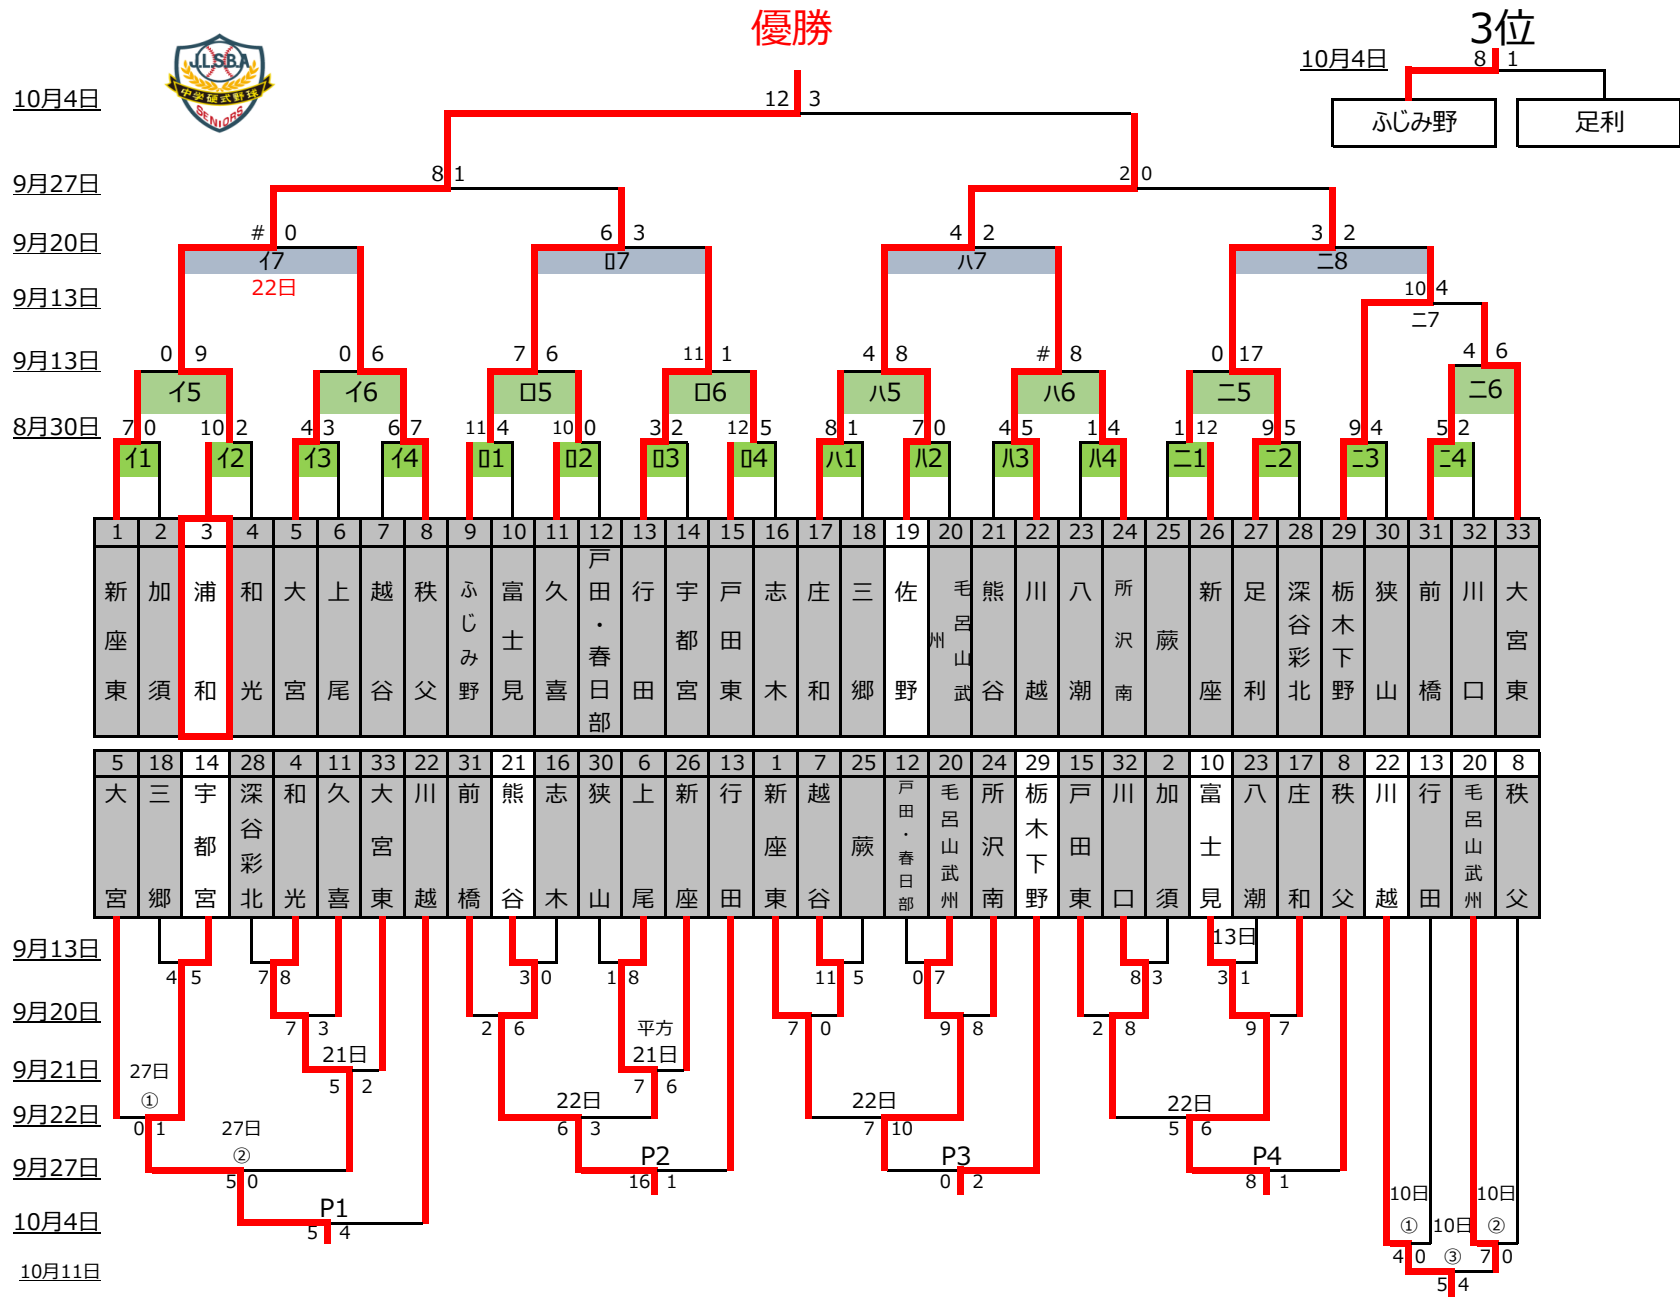 優勝
3位
10月4日 8 1
J.L.S.B.A
中学硬式野球
SENIORS
10月4日 12 3
ふじみ野 足利
9月27日 8 1 2 0
9月20日 # 0 6 3 4 2 3 2
イ7 ロ7 ハ7 ニ8
22日
9月13日 10 4
ニ7
9月13日 0 9 0 6 7 6 11 1 4 8 # 8 0 17 4 6
イ5 イ6 ロ5 ロ6 ハ5 ハ6 ニ5 ニ6
8月30日 7 0 10 2 4 3 6 7 11 4 10 0 3 2 12 5 8 1 7 0 4 5 1 4 1 12 9 5 9 4 5 2
イ1 イ2 イ3 イ4 ロ1 ロ2 ロ3 ロ4 ハ1 ハ2 ハ3 ハ4 ニ1 ニ2 ニ3 ニ4
1 2 3 4 5 6 7 8 9 10 11 12 13 14 15 16 17 18 19 20 21 22 23 24 25 26 27 28 29 30 31 32 33
新座東 加須 浦和 和光 大宮 上尾 越谷 秩父 ふじみ野 富士見 久喜 戸田・春日部 行田 宇都宮 戸田東 志木 庄和 三郷 佐野 毛呂山武州 熊谷 川越 八潮 所沢南 蕨 新座 足利 深谷彩北 栃木下野 狭山 前橋 川口 大宮東
5 18 14 28 4 11 33 22 31 21 16 30 6 26 13 1 7 25 12 20 24 29 15 32 2 10 23 17 8 22 13 20 8
大宮 三郷 宇都宮 深谷彩北 和光 久喜 大宮東 川越 前橋 熊谷 志木 狭山 上尾 新座 行田 新座東 越谷 蕨 戸田・春日部 毛呂山武州 所沢南 栃木下野 戸田東 川口 加須 富士見 八潮 庄和 秩父 川越 行田 毛呂山武州 秩父
13日
9月13日 4 5 7 8 3 0 1 8 11 5 0 7 8 3 3 1
9月20日 7 3 2 6 平方 7 0 9 8 2 8 9 7
21日 21日
9月21日 27日 5 2 7 6
① 22日 22日 22日
9月22日 0 1 27日 6 3 7 10 5 6
② P2 P3 P4
9月27日 5 0 16 1 0 2 8 1
P1 10日 10日
10月4日 5 4 ① 10日 ②
4 0 ③ 7 0
10月11日 5 4